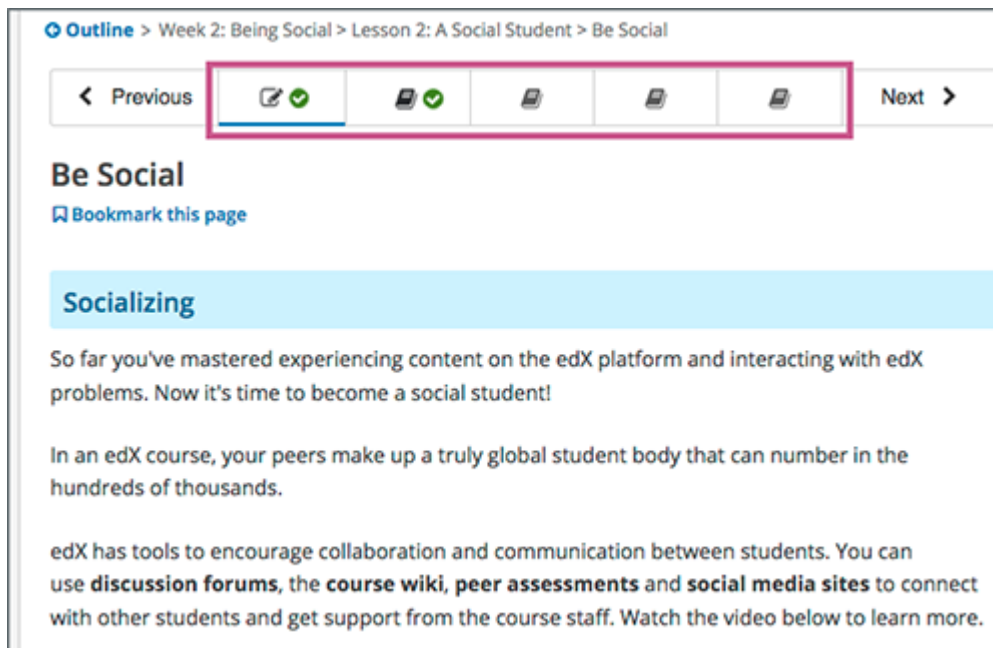 Outline > Week 2: Being Social > Lesson 2: A Social Student > Be Social
Previous Next
Be Social
Bookmark this page
Socializing
So far you've mastered experiencing content on the edX platform and interacting with edX
problems. Now it's time to become a social student!
In an edX course, your peers make up a truly global student body that can number in the
hundreds of thousands.
edX has tools to encourage collaboration and communication between students. You can
use discussion forums, the course wiki, peer assessments and social media sites to connect
with other students and get support from the course staff. Watch the video below to learn more.